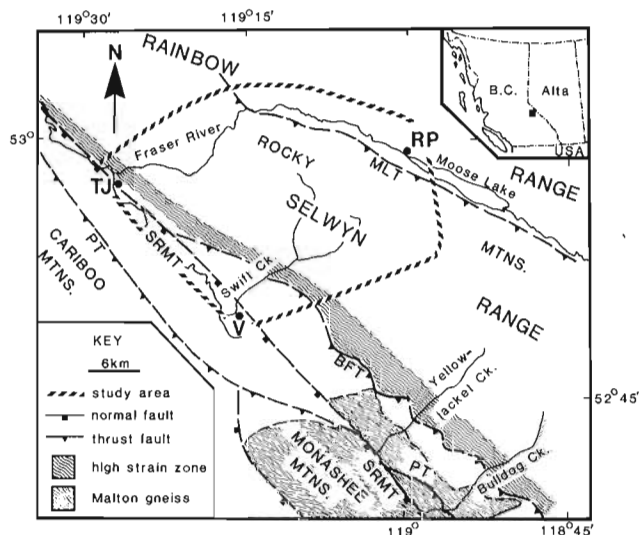 119°30'
119°15'
N
RAINBOW
B.C.
Alta
USA
53°
Fraser River
ROCKY
RP
Moose Lake
RANGE
MLT
TJ
SELWYN
MTNS.
PT
CARIBOO
MTNS.
SRMT
Swift Ck.
V
RANGE
KEY
6km
study area
normal fault
thrust fault
high strain zone
Malton gneiss
BFT
Yellow-
jacket Ck.
52°45'
MONASHEE
MTNS.
SRMT
PT
Bulldog Ck.
119°
118°45'